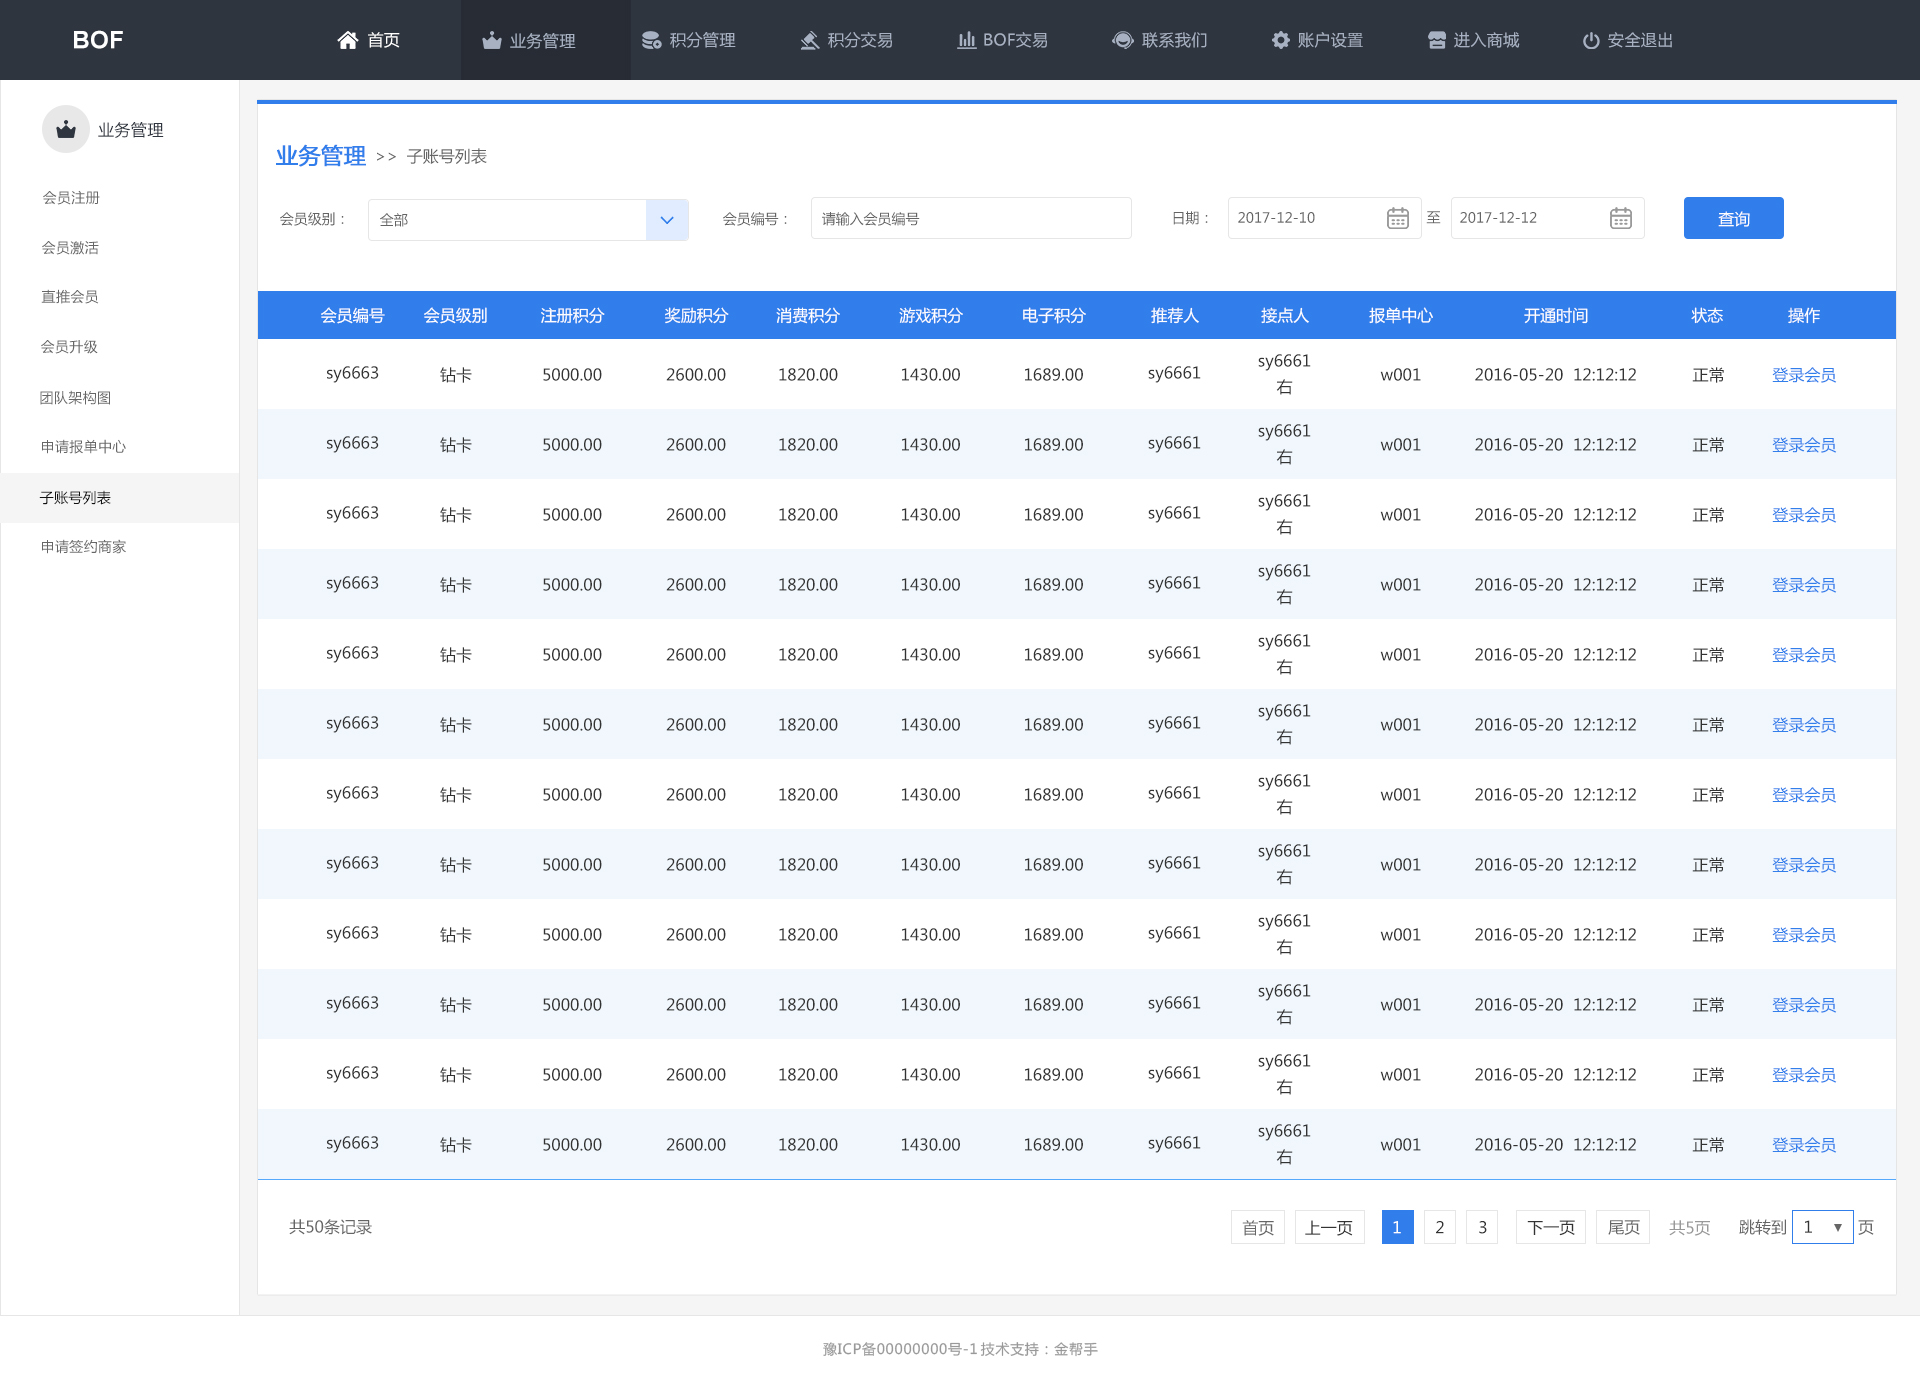 BOF 首页 业务管理 积分管理 积分交易 BOF交易 联系我们 账户设置 进入商城 安全退出
业务管理
会员注册
会员激活
直推会员
会员升级
团队架构图
申请报单中心
子账号列表
申请签约商家
业务管理 >> 子账号列表
会员级别： 全部 会员编号： 请输入会员编号 日期： 2017-12-10 至 2017-12-12 查询
会员编号 会员级别 注册积分 奖励积分 消费积分 游戏积分 电子积分 推荐人 接点人 报单中心 开通时间 状态 操作
sy6663 钻卡 5000.00 2600.00 1820.00 1430.00 1689.00 sy6661 sy6661 右 w001 2016-05-20 12:12:12 正常 登录会员
sy6663 钻卡 5000.00 2600.00 1820.00 1430.00 1689.00 sy6661 sy6661 右 w001 2016-05-20 12:12:12 正常 登录会员
sy6663 钻卡 5000.00 2600.00 1820.00 1430.00 1689.00 sy6661 sy6661 右 w001 2016-05-20 12:12:12 正常 登录会员
sy6663 钻卡 5000.00 2600.00 1820.00 1430.00 1689.00 sy6661 sy6661 右 w001 2016-05-20 12:12:12 正常 登录会员
sy6663 钻卡 5000.00 2600.00 1820.00 1430.00 1689.00 sy6661 sy6661 右 w001 2016-05-20 12:12:12 正常 登录会员
sy6663 钻卡 5000.00 2600.00 1820.00 1430.00 1689.00 sy6661 sy6661 右 w001 2016-05-20 12:12:12 正常 登录会员
sy6663 钻卡 5000.00 2600.00 1820.00 1430.00 1689.00 sy6661 sy6661 右 w001 2016-05-20 12:12:12 正常 登录会员
sy6663 钻卡 5000.00 2600.00 1820.00 1430.00 1689.00 sy6661 sy6661 右 w001 2016-05-20 12:12:12 正常 登录会员
sy6663 钻卡 5000.00 2600.00 1820.00 1430.00 1689.00 sy6661 sy6661 右 w001 2016-05-20 12:12:12 正常 登录会员
sy6663 钻卡 5000.00 2600.00 1820.00 1430.00 1689.00 sy6661 sy6661 右 w001 2016-05-20 12:12:12 正常 登录会员
sy6663 钻卡 5000.00 2600.00 1820.00 1430.00 1689.00 sy6661 sy6661 右 w001 2016-05-20 12:12:12 正常 登录会员
sy6663 钻卡 5000.00 2600.00 1820.00 1430.00 1689.00 sy6661 sy6661 右 w001 2016-05-20 12:12:12 正常 登录会员
共50条记录 首页 上一页 1 2 3 下一页 尾页 共5页 跳转到 1 页
豫ICP备00000000号-1 技术支持：金帮手